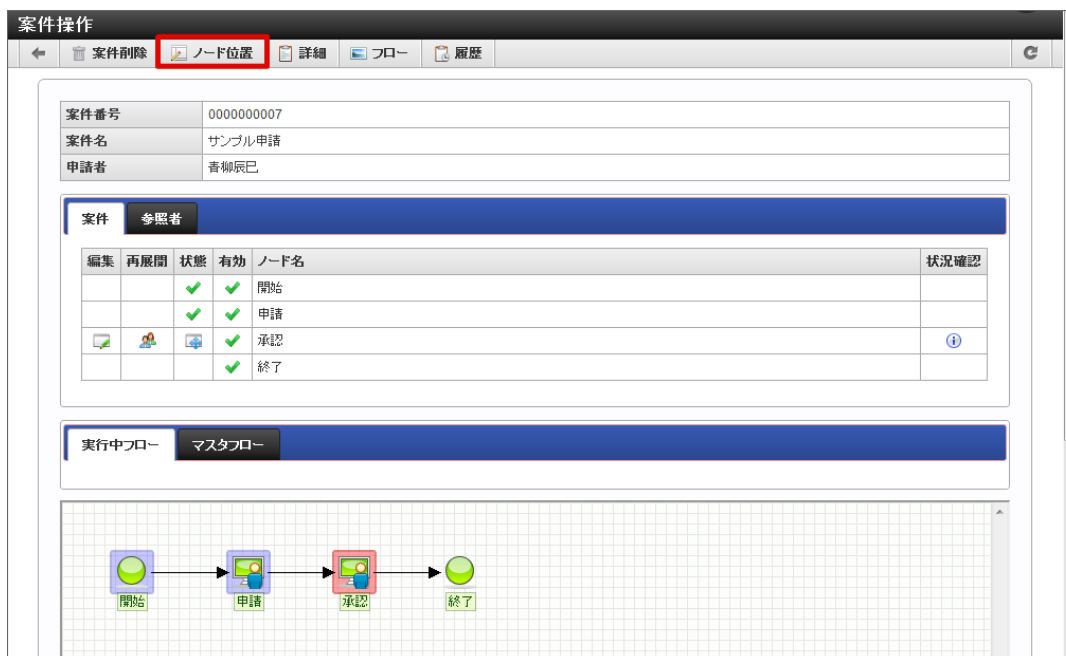 案件操作
案件削除 ノード位置 詳細 フロー 履歴
案件番号 0000000007
案件名 サンプル申請
申請者 青柳辰巳
案件 参照者
編集 再展開 状態 有効 ノード名 状況確認
開始
申請
承認
終了
実行中フロー マスタフロー
開始 申請 承認 終了